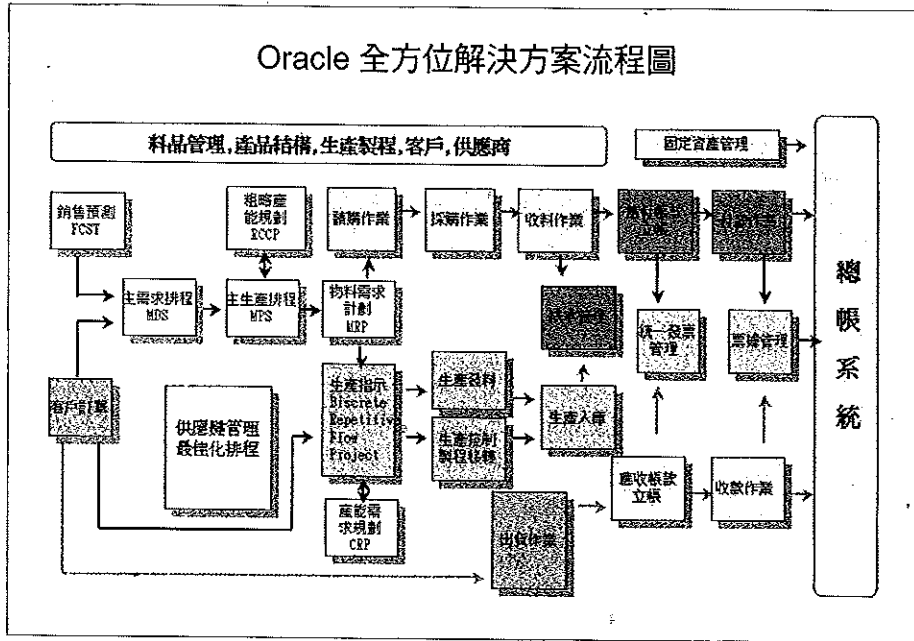 Oracle 全方位解決方案流程圖
料品管理,產品結構,生產製程,客戶,供應商
固定資產管理
銷售預測
FCST
粗略產
能規劃
RCCP
請購作業
採購作業
收料作業
主需求排程
MDS
主生產排程
MPS
物料需求
計劃
MRP
統一發票
管理
票據管理
總帳系統
客戶訂單
供應鏈管理
最佳化排程
生產指示
Discrete
Repetitive
Flow
Project
生產發料
生產控制
製程移轉
生產入庫
產能需
求規劃
CRP
出貨作業
應收帳款
立帳
收款作業